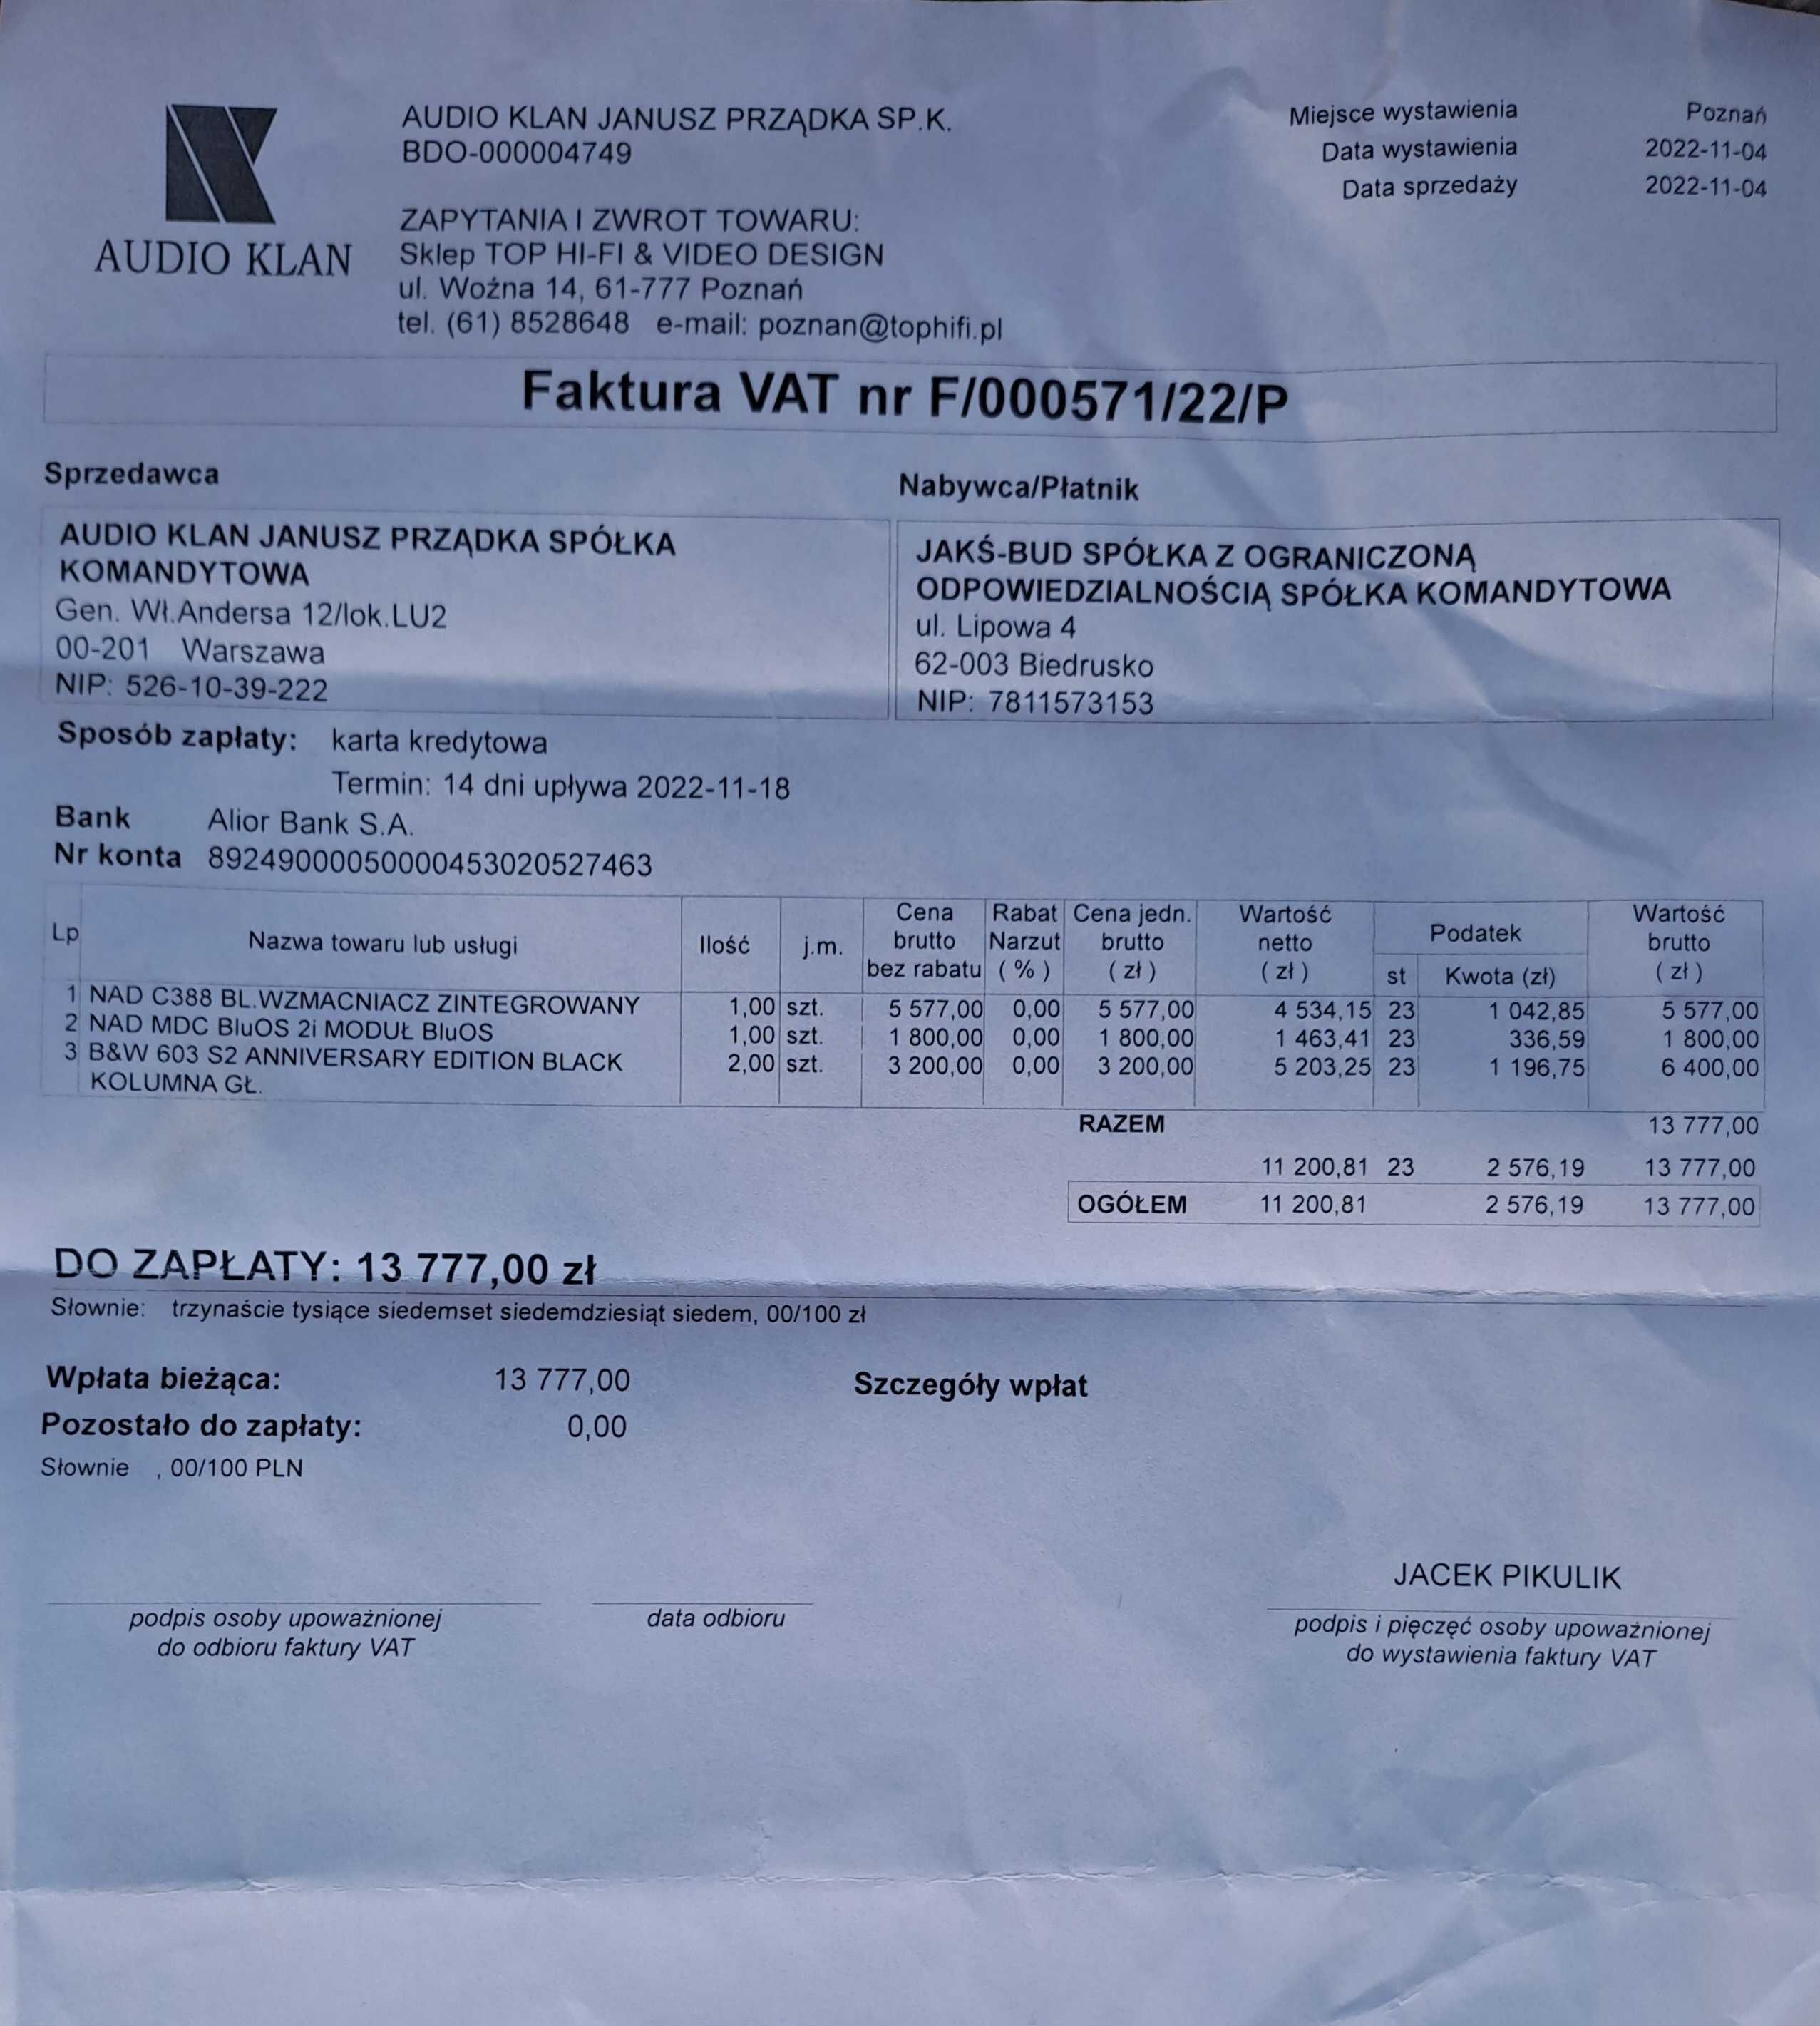 AUDIO KLAN
AUDIO KLAN JANUSZ PRZĄDKA SP.K.
BDO-000004749
ZAPYTANIA I ZWROT TOWARU:
Sklep TOP HI-FI & VIDEO DESIGN
ul. Woźna 14, 61-777 Poznań
tel. (61) 8528648 e-mail: poznan@tophifi.pl
Miejsce wystawienia Poznań
Data wystawienia 2022-11-04
Data sprzedaży 2022-11-04
Faktura VAT nr F/000571/22/P
Sprzedawca
AUDIO KLAN JANUSZ PRZĄDKA SPÓŁKA
KOMANDYTOWA
Gen. Wł.Andersa 12/lok.LU2
00-201 Warszawa
NIP: 526-10-39-222
Nabywca/Płatnik
JAKŚ-BUD SPÓŁKA Z OGRANICZONĄ
ODPOWIEDZIALNOŚCIĄ SPÓŁKA KOMANDYTOWA
ul. Lipowa 4
62-003 Biedrusko
NIP: 7811573153
Sposób zapłaty: karta kredytowa
Termin: 14 dni upływa 2022-11-18
Bank Alior Bank S.A.
Nr konta 89249000050000453020527463
Lp Nazwa towaru lub usługi Ilość j.m. Cena brutto bez rabatu Rabat Narzut (%) Cena jedn. brutto (zł) Wartość netto (zł) Podatek st Kwota (zł) Wartość brutto (zł)
1 NAD C388 BL.WZMACNIACZ ZINTEGROWANY 1,00 szt. 5 577,00 0,00 5 577,00 4 534,15 23 1 042,85 5 577,00
2 NAD MDC BluOS 2i MODUŁ BluOS 1,00 szt. 1 800,00 0,00 1 800,00 1 463,41 23 336,59 1 800,00
3 B&W 603 S2 ANNIVERSARY EDITION BLACK 2,00 szt. 3 200,00 0,00 3 200,00 5 203,25 23 1 196,75 6 400,00
KOLUMNA GŁ.
RAZEM 13 777,00
11 200,81 23 2 576,19 13 777,00
OGÓŁEM 11 200,81 2 576,19 13 777,00
DO ZAPŁATY: 13 777,00 zł
Słownie: trzynaście tysiące siedemset siedemdziesiąt siedem, 00/100 zł
Wpłata bieżąca: 13 777,00 Szczegóły wpłat
Pozostało do zapłaty: 0,00
Słownie , 00/100 PLN
JACEK PIKULIK
podpis osoby upoważnionej
do odbioru faktury VAT
data odbioru
podpis i pięczęć osoby upoważnionej
do wystawienia faktury VAT